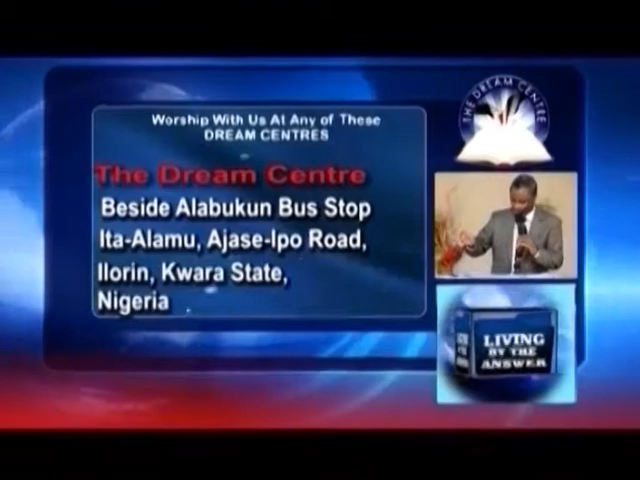 Worship With Us At Any of These
DREAM CENTRES
The Dream Centre
Beside Alabukun Bus Stop
Ita-Alamu, Ajase-Ipo Road,
Ilorin, Kwara State,
Nigeria
THE DREAM CENTRE
LIVING
BY THE
ANSWER